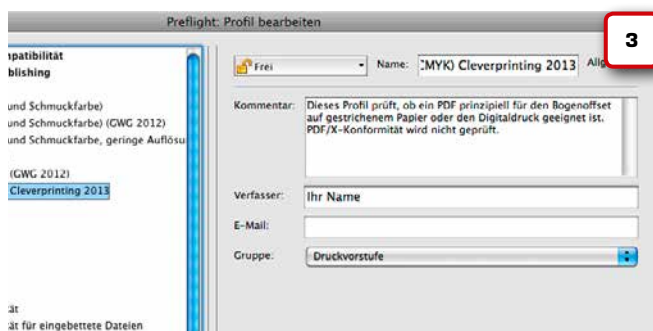 Preflight: Profil bearbeiten
3
npatibilität
blishing
und Schmuckfarbe)
und Schmuckfarbe) (GWG 2012)
und Schmuckfarbe, geringe Auflösu
(GWG 2012)
Cleverprinting 2013
ät
ät für eingebettete Dateien
Frei
Name: :MYK) Cleverprinting 2013 Allg
Kommentar: Dieses Profil prüft, ob ein PDF prinzipiell für den Bogenoffset
auf gestrichenem Papier oder den Digitaldruck geeignet ist.
PDF/X-Konformität wird nicht geprüft.
Verfasser: Ihr Name
E-Mail:
Gruppe: Druckvorstufe